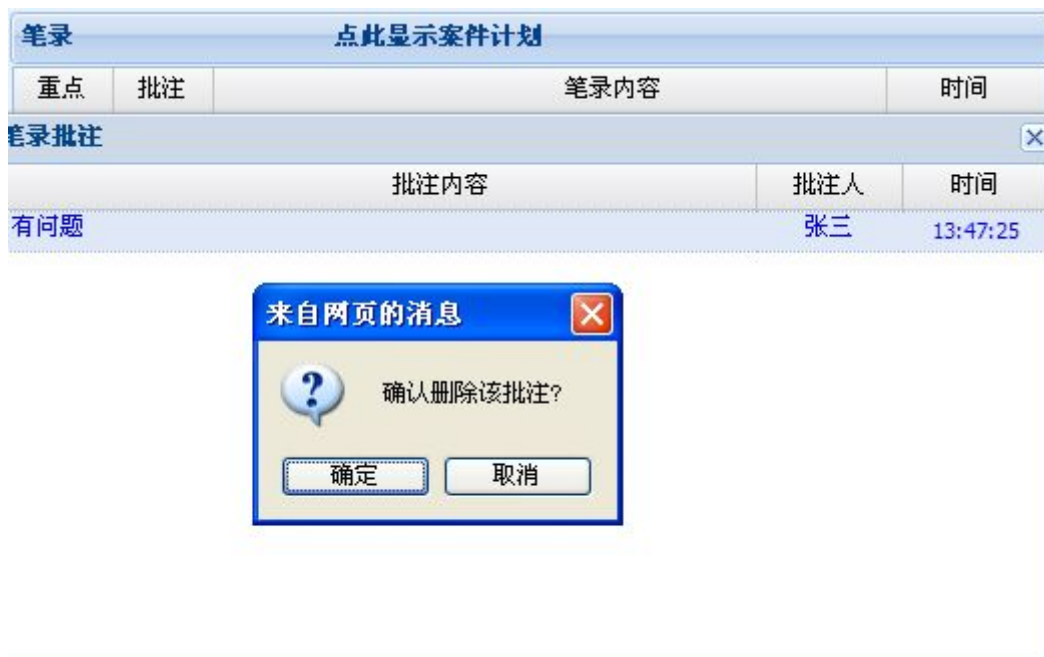 笔录 点此显示案件计划
重点 批注 笔录内容 时间
笔录批注
批注内容 批注人 时间
有问题 张三 13:47:25
来自网页的消息
确认删除该批注?
确定 取消